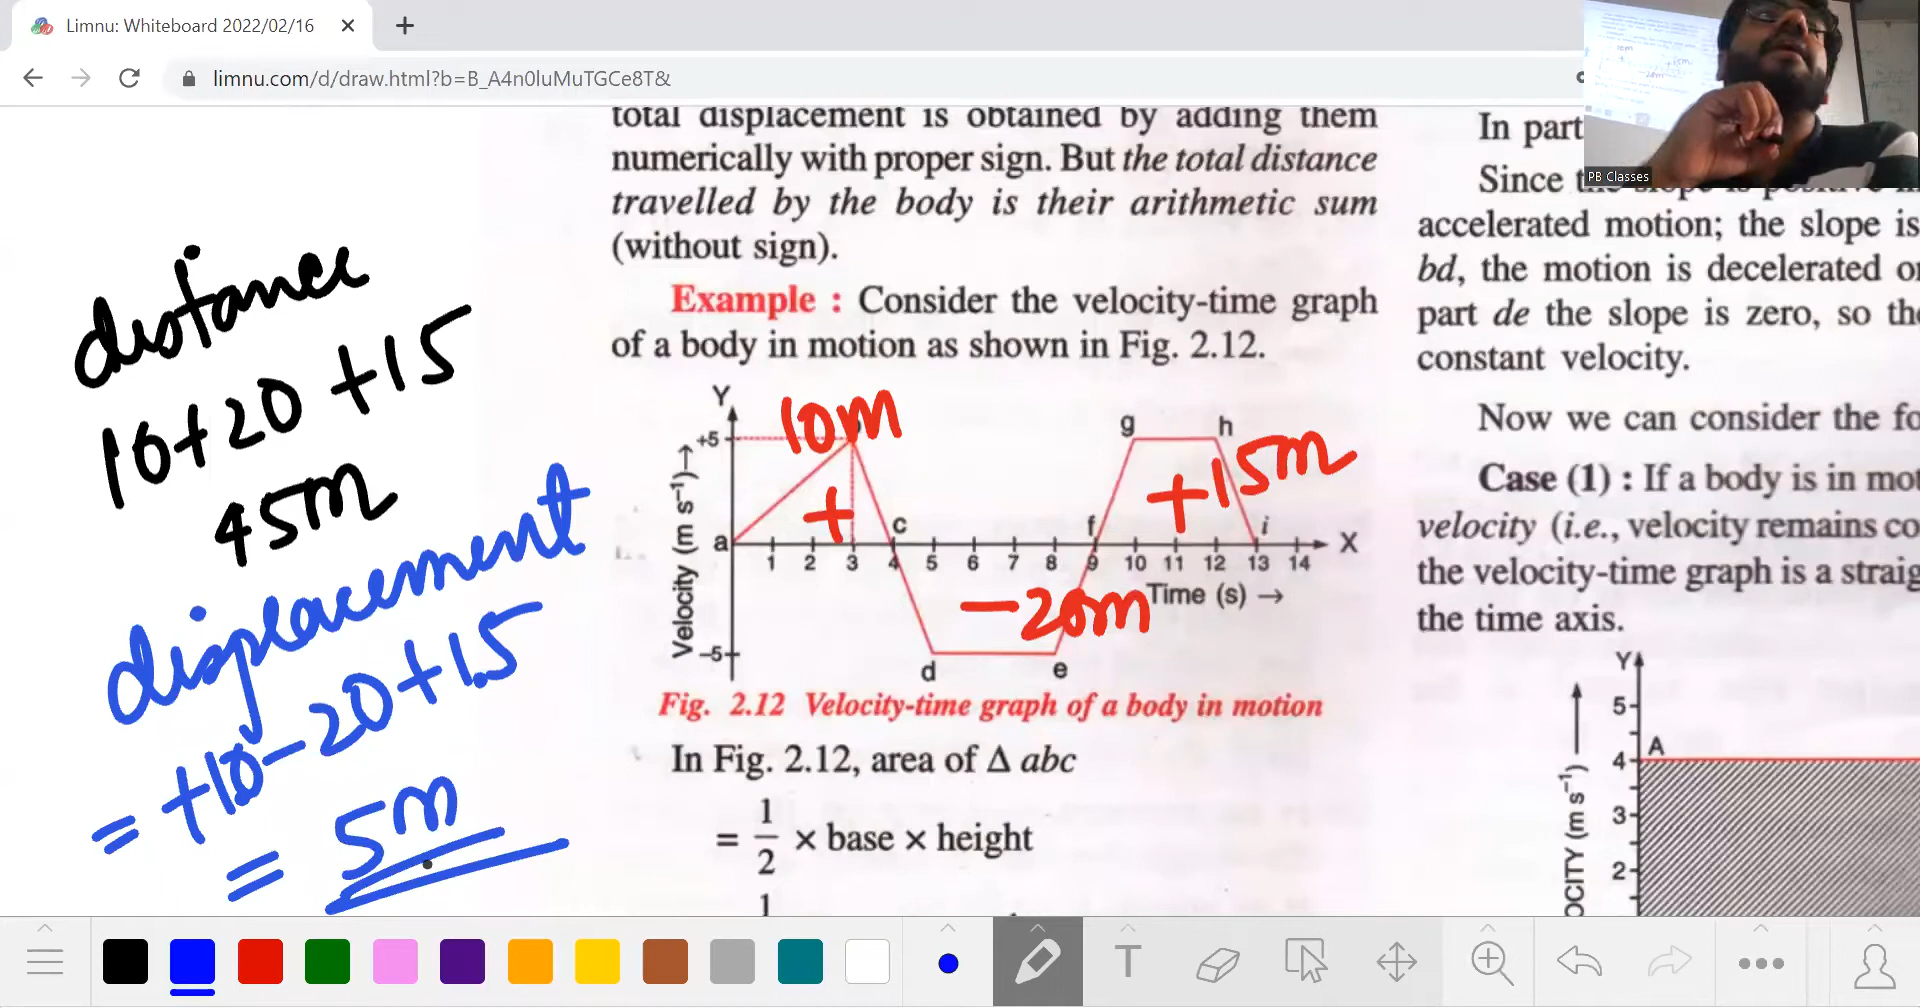 Limnu: Whiteboard 2022/02/16
limnu.com/d/draw.html?b=B_A4n0luMuTGCe8T&
PB Classes
distance
10+20+15
45m
displacement
= +10-20+15
= 5m
total displacement is obtained by adding them
numerically with proper sign. But the total distance
travelled by the body is their arithmetic sum
(without sign).
Example : Consider the velocity-time graph
of a body in motion as shown in Fig. 2.12.
Y
+5
-5
Velocity (m s⁻¹)→
a
c
d
e
f
g
h
i
X
1 2 3 4 5 6 7 8 9 10 11 12 13 14
Time (s) →
10m
+
-20m
+15m
Fig. 2.12 Velocity-time graph of a body in motion
In Fig. 2.12, area of Δ abc
= 1/2 × base × height
1
In part
Since the slope is positive in
accelerated motion; the slope is
bd, the motion is decelerated or
part de the slope is zero, so the
constant velocity.
Now we can consider the fo
Case (1) : If a body is in mot
velocity (i.e., velocity remains co
the velocity-time graph is a straig
the time axis.
Y
5
4
3
2
A
OCITY (m s⁻¹)
T